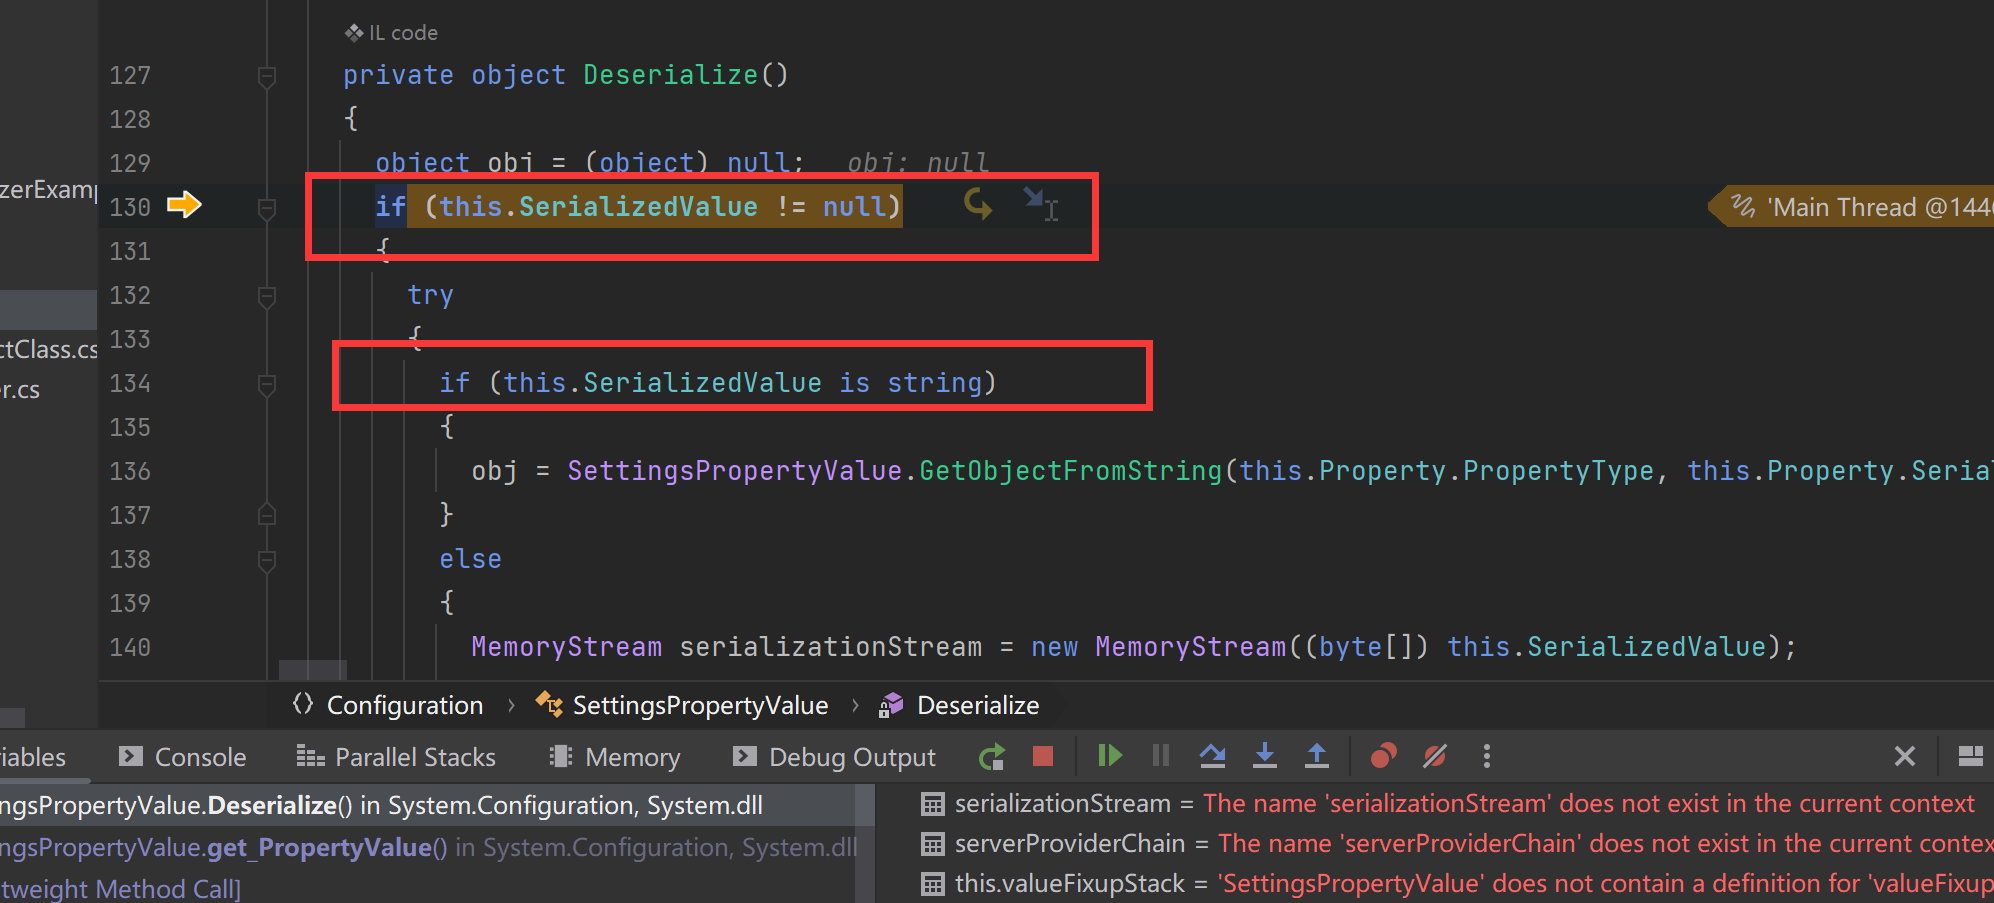 IL code
127 private object Deserialize()
128 {
129 object obj = (object) null; obj: null
zerExamp
130 if (this.SerializedValue != null) 'Main Thread @144
131 {
132 try
133 {
ctClass.cs
134 if (this.SerializedValue is string)
r.cs
135 {
136 obj = SettingsPropertyValue.GetObjectFromString(this.Property.PropertyType, this.Property.Serial
137 }
138 else
139 {
140 MemoryStream serializationStream = new MemoryStream((byte[]) this.SerializedValue);
Configuration › SettingsPropertyValue › Deserialize
iables Console Parallel Stacks Memory Debug Output
ngsPropertyValue.Deserialize() in System.Configuration, System.dll
ngsPropertyValue.get_PropertyValue() in System.Configuration, System.dll
tweight Method Call]
serializationStream = The name 'serializationStream' does not exist in the current context
serverProviderChain = The name 'serverProviderChain' does not exist in the current contex
this.valueFixupStack = 'SettingsPropertyValue' does not contain a definition for 'valueFixup